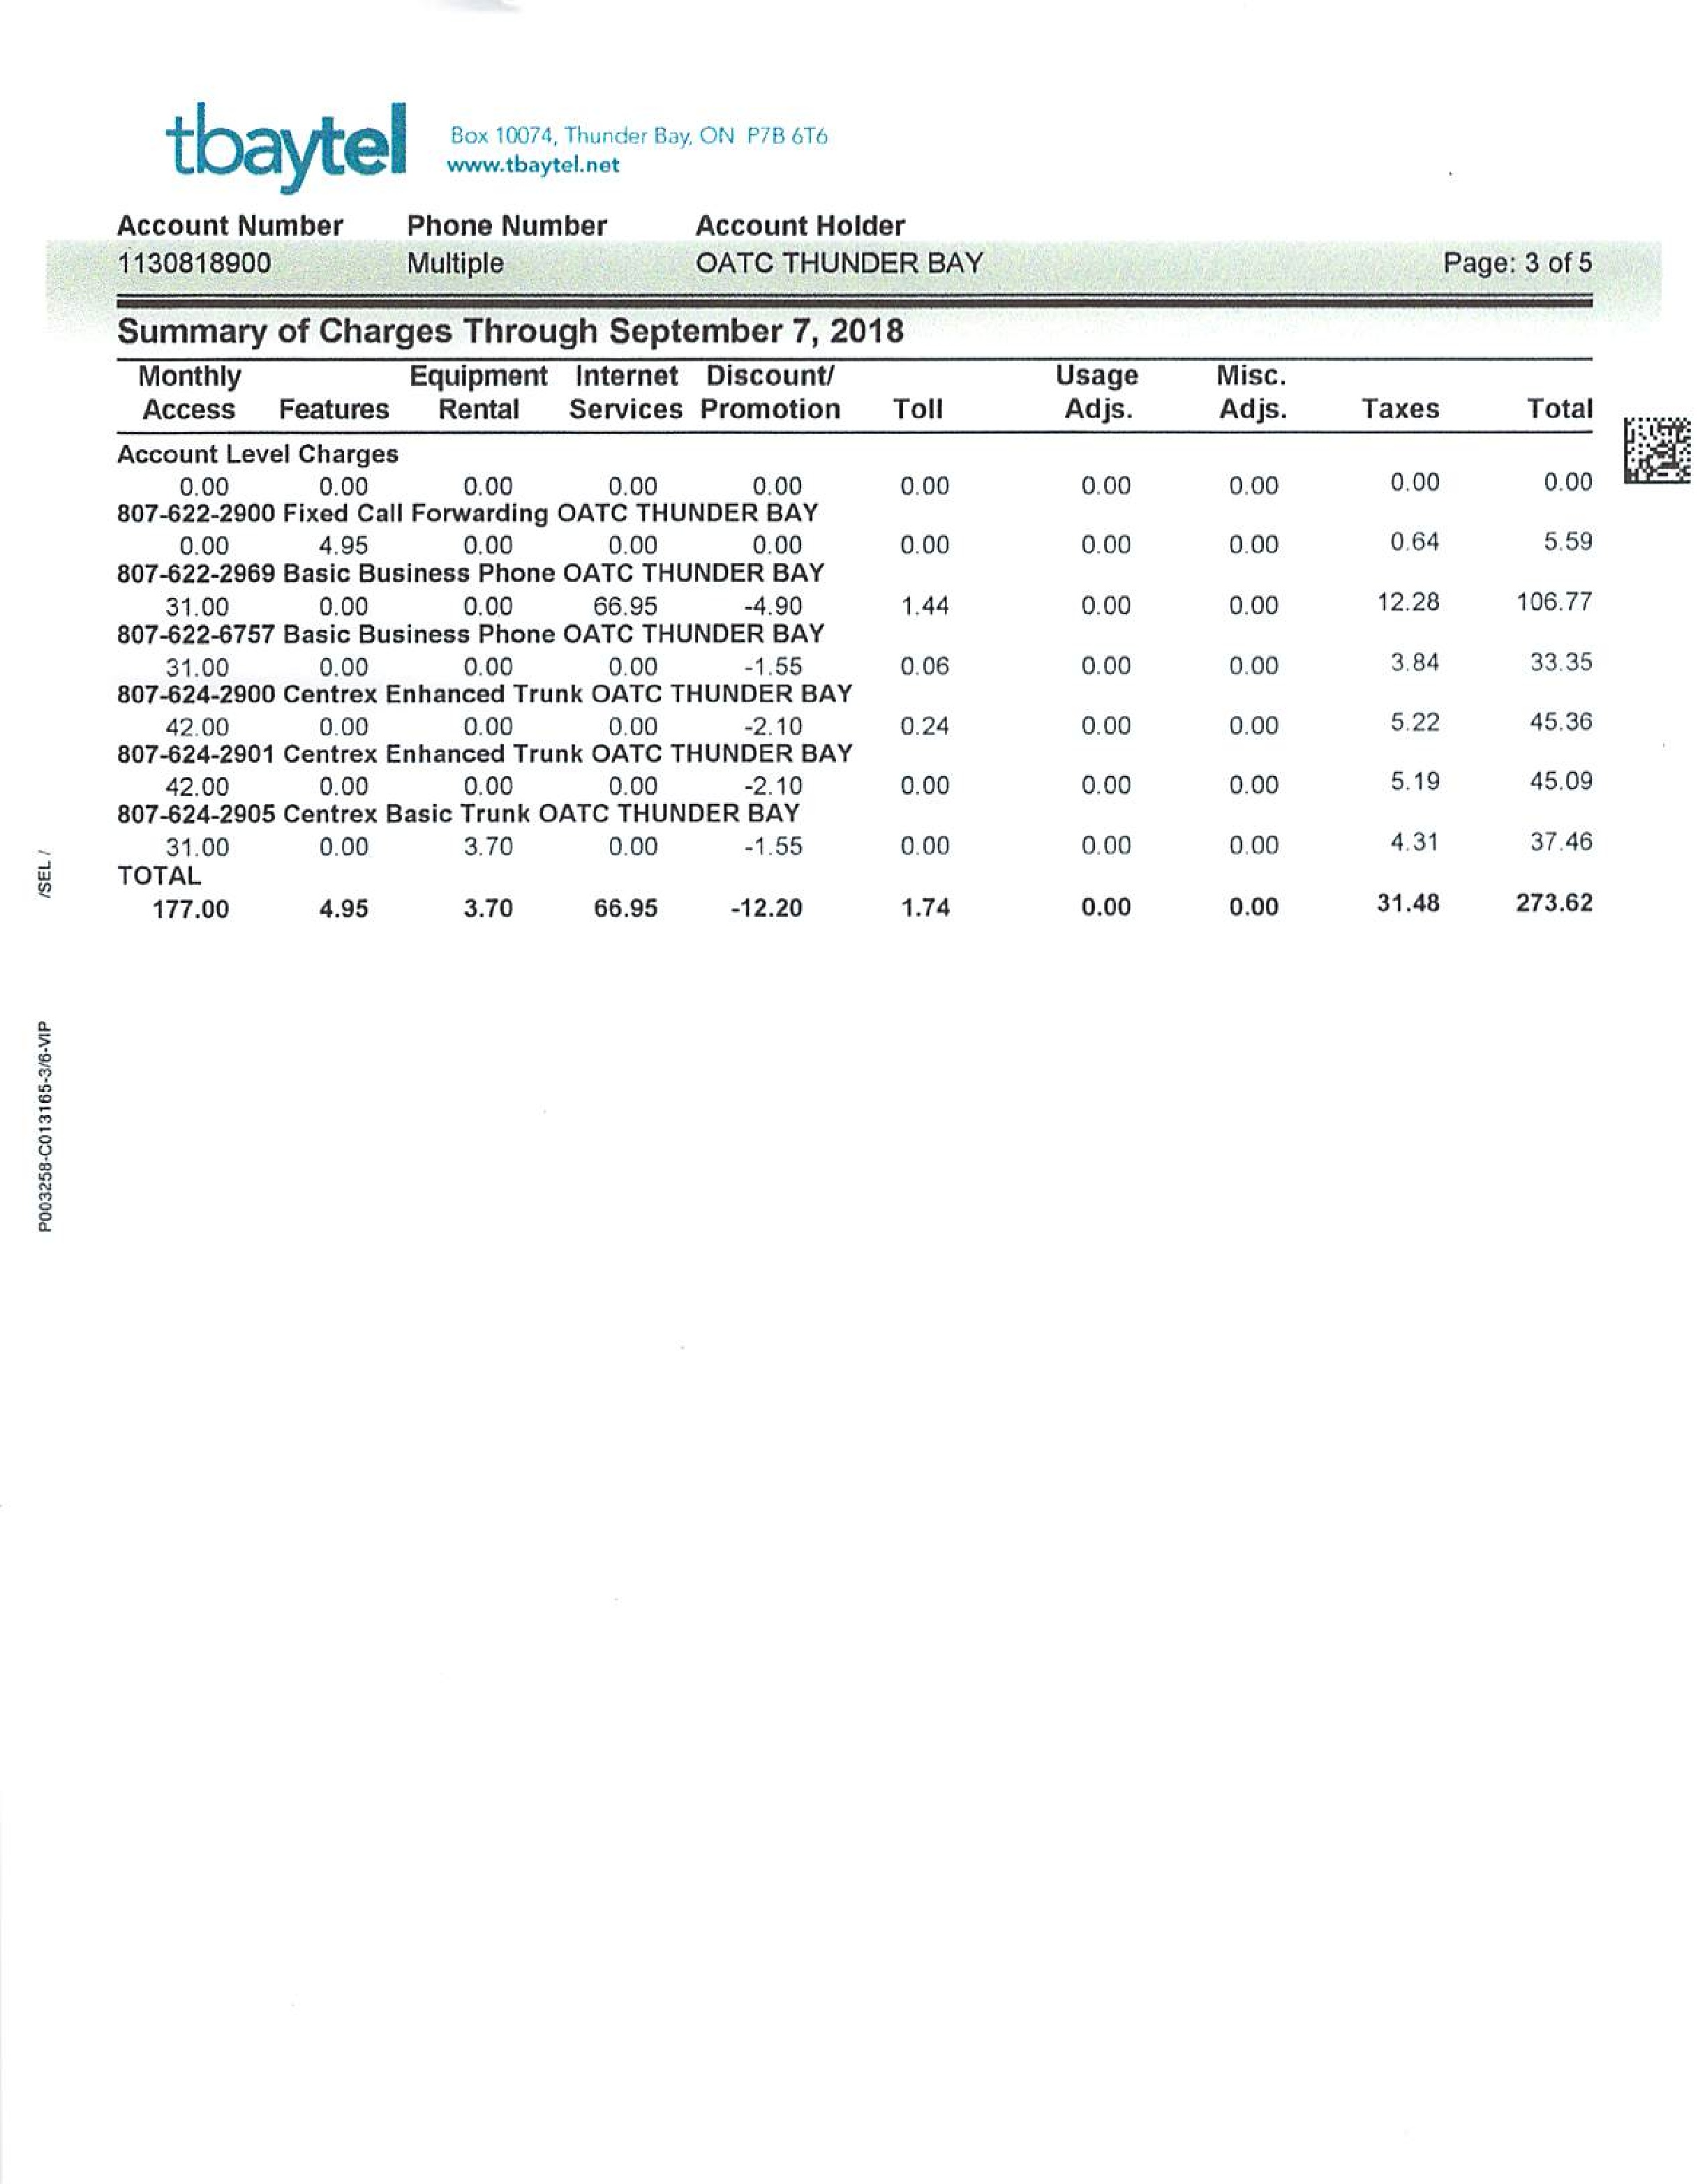 tbaytel
Box 10074, Thunder Bay, ON P7B 6T6
www.tbaytel.net
Account Number Phone Number Account Holder
1130818900 Multiple OATC THUNDER BAY Page: 3 of 5
Summary of Charges Through September 7, 2018
Monthly Equipment Internet Discount/ Usage Misc.
Access Features Rental Services Promotion Toll Adjs. Adjs. Taxes Total
Account Level Charges
0.00 0.00 0.00 0.00 0.00 0.00 0.00 0.00 0.00 0.00
807-622-2900 Fixed Call Forwarding OATC THUNDER BAY
0.00 4.95 0.00 0.00 0.00 0.00 0.00 0.00 0.64 5.59
807-622-2969 Basic Business Phone OATC THUNDER BAY
31.00 0.00 0.00 66.95 -4.90 1.44 0.00 0.00 12.28 106.77
807-622-6757 Basic Business Phone OATC THUNDER BAY
31.00 0.00 0.00 0.00 -1.55 0.06 0.00 0.00 3.84 33.35
807-624-2900 Centrex Enhanced Trunk OATC THUNDER BAY
42.00 0.00 0.00 0.00 -2.10 0.24 0.00 0.00 5.22 45.36
807-624-2901 Centrex Enhanced Trunk OATC THUNDER BAY
42.00 0.00 0.00 0.00 -2.10 0.00 0.00 0.00 5.19 45.09
807-624-2905 Centrex Basic Trunk OATC THUNDER BAY
31.00 0.00 3.70 0.00 -1.55 0.00 0.00 0.00 4.31 37.46
TOTAL
177.00 4.95 3.70 66.95 -12.20 1.74 0.00 0.00 31.48 273.62
/SEL /
P003258-C013165-3/6-VIP